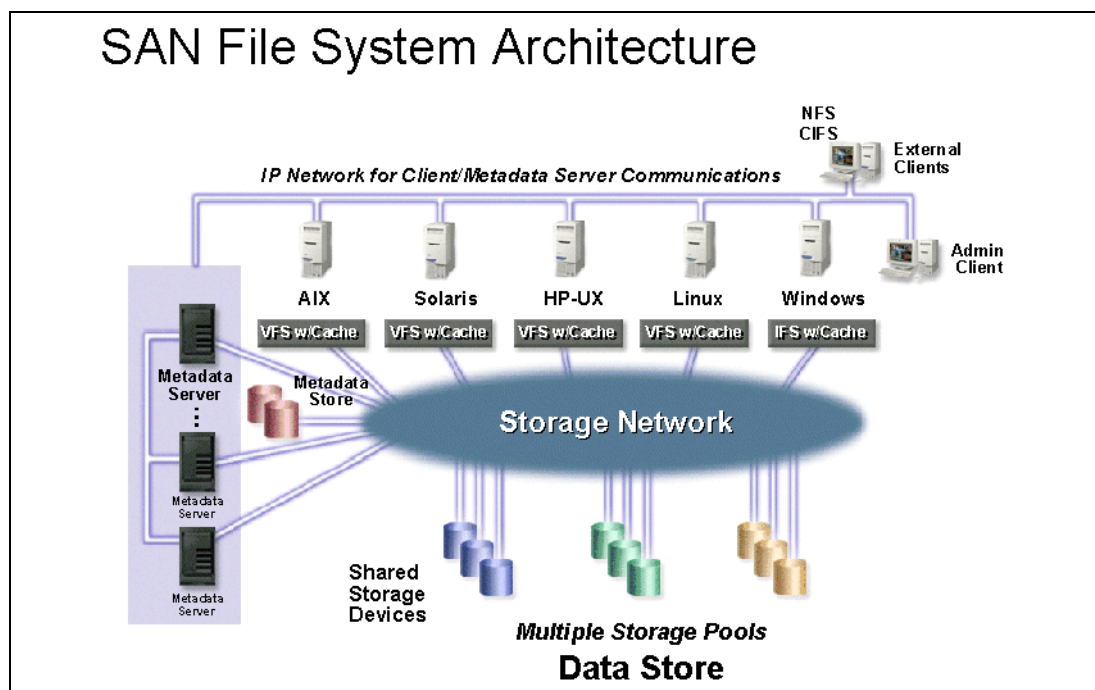 SAN File System Architecture
NFS
CIFS
External
Clients
IP Network for Client/Metadata Server Communications
Admin
Client
AIX
Solaris
HP-UX
Linux
Windows
VFS w/Cache
VFS w/Cache
VFS w/Cache
VFS w/Cache
IFS w/Cache
Metadata
Server
Metadata
Store
Storage Network
Metadata
Server
Metadata
Server
Shared
Storage
Devices
Multiple Storage Pools
Data Store